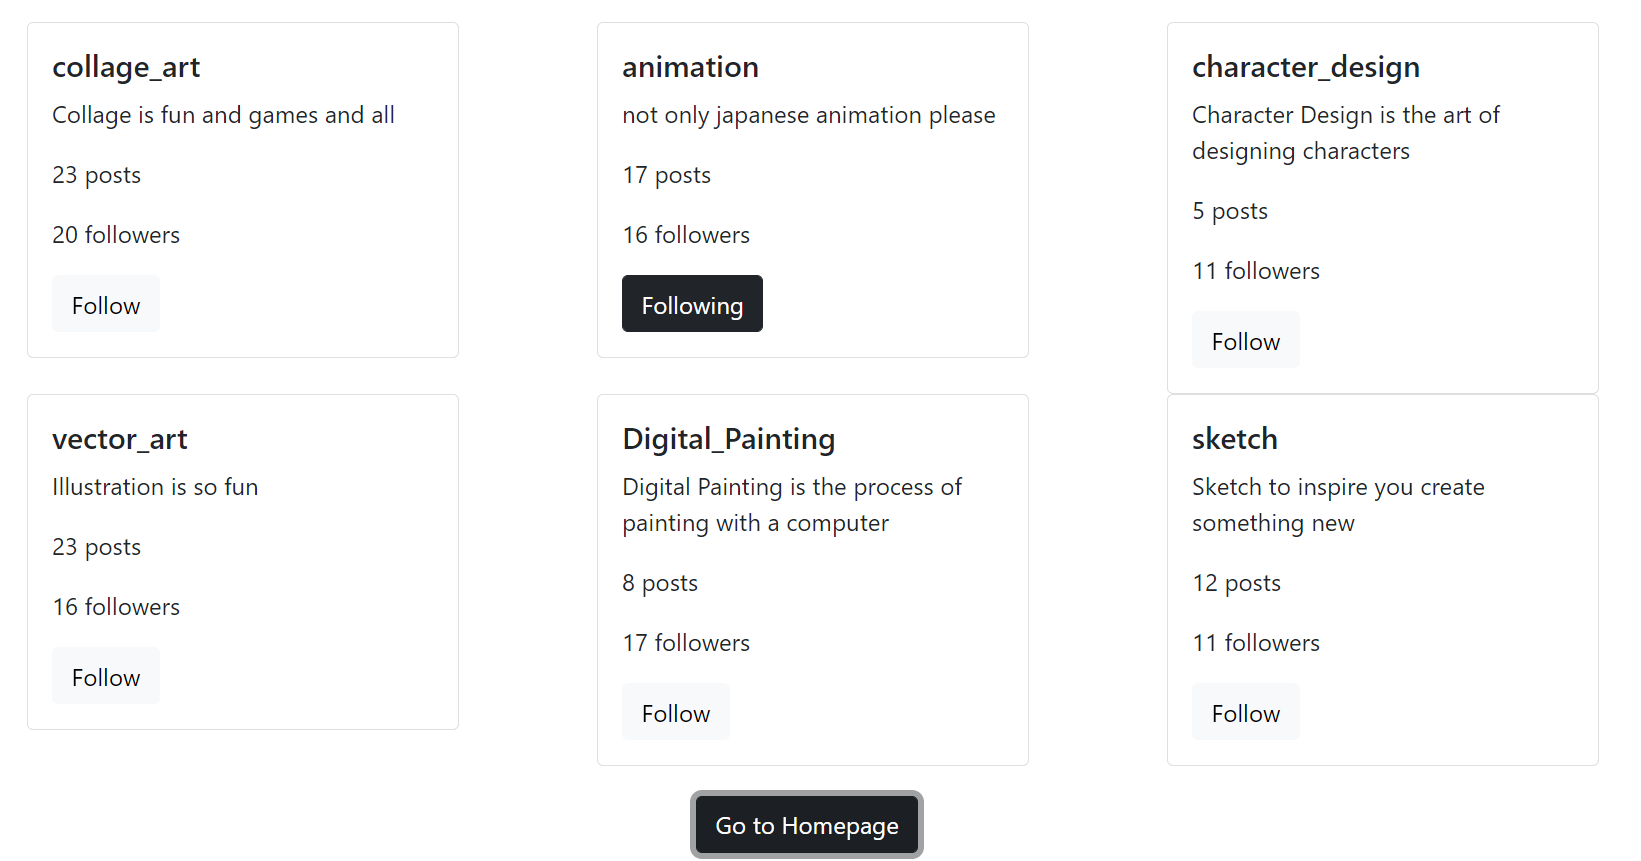 collage_art
Collage is fun and games and all
23 posts
20 followers
Follow
animation
not only japanese animation please
17 posts
16 followers
Following
character_design
Character Design is the art of
designing characters
5 posts
11 followers
Follow
vector_art
Illustration is so fun
23 posts
16 followers
Follow
Digital_Painting
Digital Painting is the process of
painting with a computer
8 posts
17 followers
Follow
sketch
Sketch to inspire you create
something new
12 posts
11 followers
Follow
Go to Homepage